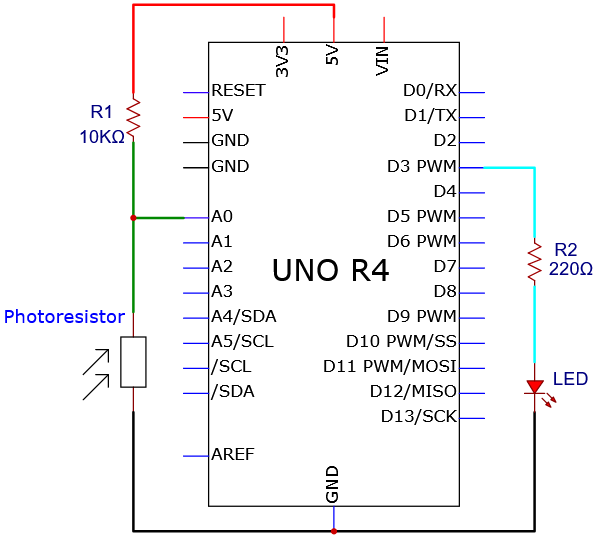 3V3
5V
VIN
RESET
5V
GND
GND
A0
A1
A2
A3
A4/SDA
A5/SCL
/SCL
/SDA
AREF
D0/RX
D1/TX
D2
D3 PWM
D4
D5 PWM
D6 PWM
D7
D8
D9 PWM
D10 PWM/SS
D11 PWM/MOSI
D12/MISO
D13/SCK
GND
UNO R4
R1
10KΩ
Photoresistor
R2
220Ω
LED